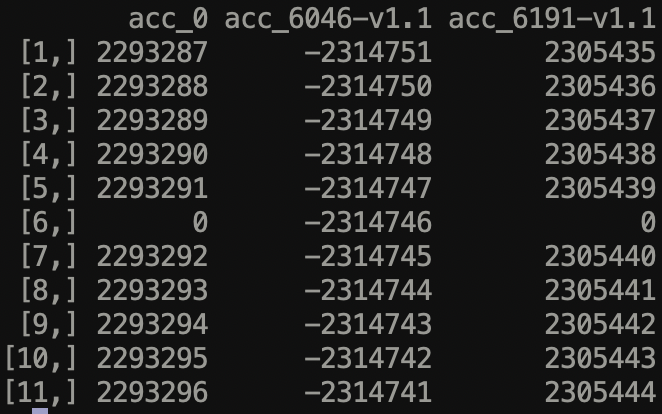 acc_0 acc_6046-v1.1 acc_6191-v1.1
[1,] 2293287 -2314751 2305435
[2,] 2293288 -2314750 2305436
[3,] 2293289 -2314749 2305437
[4,] 2293290 -2314748 2305438
[5,] 2293291 -2314747 2305439
[6,] 0 -2314746 0
[7,] 2293292 -2314745 2305440
[8,] 2293293 -2314744 2305441
[9,] 2293294 -2314743 2305442
[10,] 2293295 -2314742 2305443
[11,] 2293296 -2314741 2305444